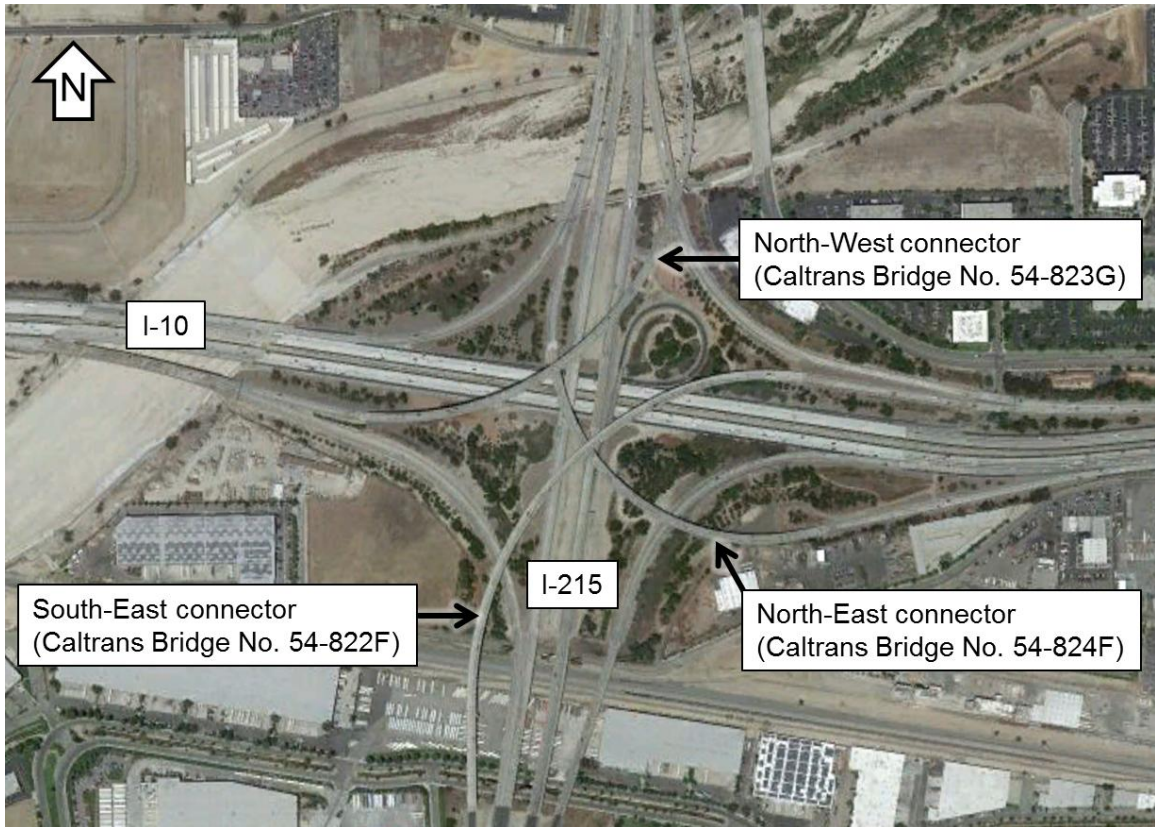 N
North-West connector
(Caltrans Bridge No. 54-823G)
I-10
I-215
South-East connector
(Caltrans Bridge No. 54-822F)
North-East connector
(Caltrans Bridge No. 54-824F)